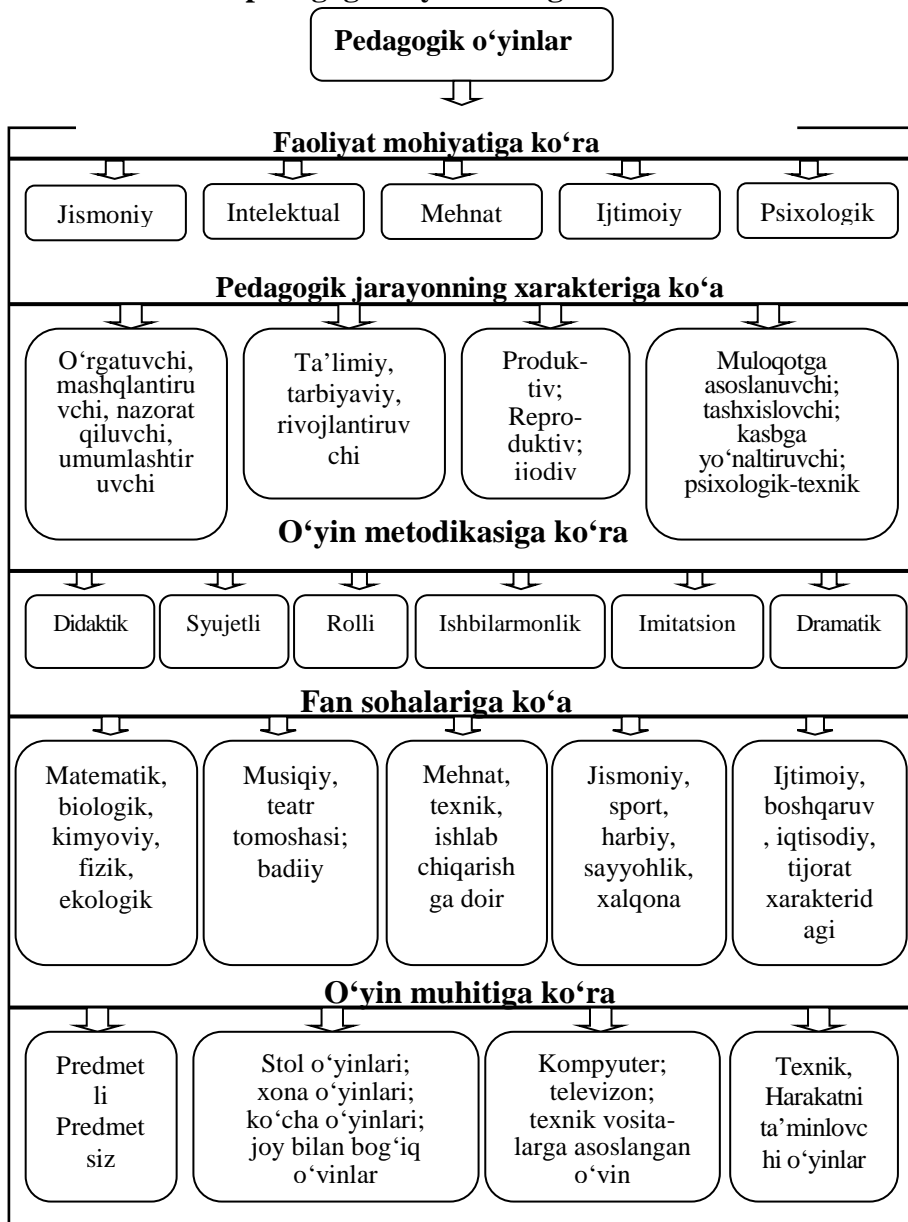 Pedagogik o‘yinlar
Faoliyat mohiyatiga ko‘ra
Jismoniy
Intelektual
Mehnat
Ijtimoiy
Psixologik
Pedagogik jarayonning xarakteriga ko‘a
O‘rgatuvchi,
mashqlantiru
vchi, nazorat
qiluvchi,
umumlashtir
uvchi
Ta’limiy,
tarbiyaviy,
rivojlantiruv
chi
Produk-
tiv;
Repro-
duktiv;
ijodiy
Muloqotga
asoslanuvchi;
tashxislovchi;
kasbga
yo‘naltiruvchi;
psixologik-texnik
O‘yin metodikasiga ko‘ra
Didaktik
Syujetli
Rolli
Ishbilarmonlik
Imitatsion
Dramatik
Fan sohalariga ko‘a
Matematik,
biologik,
kimyoviy,
fizik,
ekologik
Musiqiy,
teatr
tomoshasi;
badiiy
Mehnat,
texnik,
ishlab
chiqarish
ga doir
Jismoniy,
sport,
harbiy,
sayyohlik,
xalqona
Ijtimoiy,
boshqaruv
, iqtisodiy,
tijorat
xarakterid
agi
O‘yin muhitiga ko‘ra
Predmet
li
Predmet
siz
Stol o‘yinlari;
xona o‘yinlari;
ko‘cha o‘yinlari;
joy bilan bog‘iq
o‘yinlar
Kompyuter;
televizon;
texnik vosita-
larga asoslangan
o‘yin
Texnik,
Harakatni
ta’minlovc
hi o‘yinlar